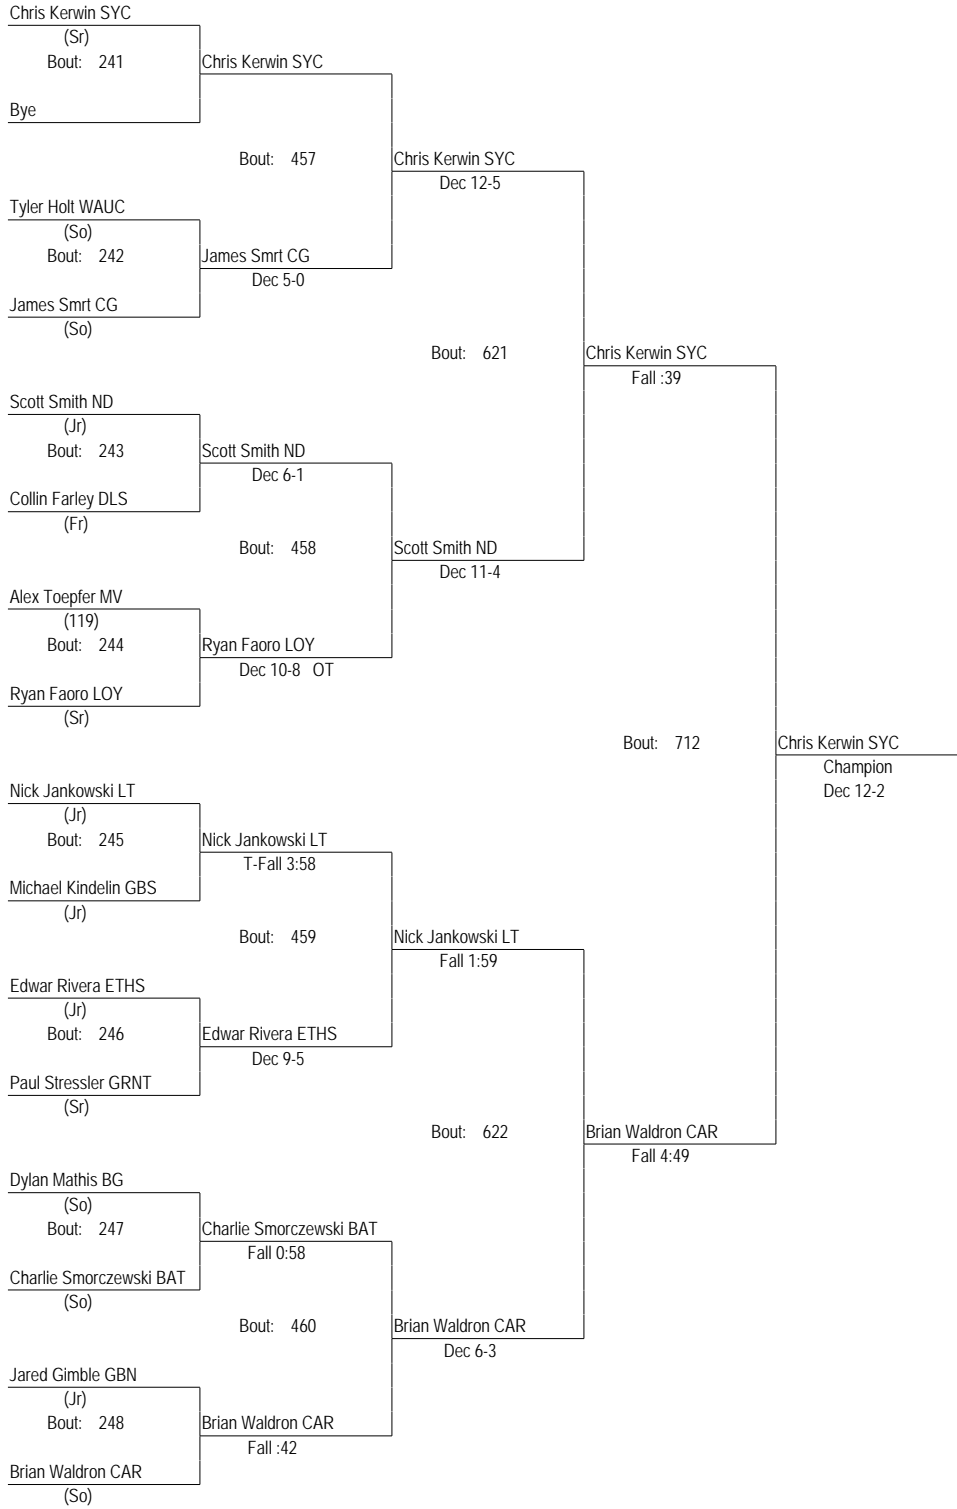 Chris Kerwin SYC
(Sr)
Bout: 241
Chris Kerwin SYC
Bye
Bout: 457
Chris Kerwin SYC
Dec 12-5
Tyler Holt WAUC
(So)
Bout: 242
James Smrt CG
Dec 5-0
James Smrt CG
(So)
Bout: 621
Chris Kerwin SYC
Fall :39
Scott Smith ND
(Jr)
Bout: 243
Scott Smith ND
Dec 6-1
Collin Farley DLS
(Fr)
Bout: 458
Scott Smith ND
Dec 11-4
Alex Toepfer MV
(119)
Bout: 244
Ryan Faoro LOY
Dec 10-8 OT
Ryan Faoro LOY
(Sr)
Bout: 712
Chris Kerwin SYC
Champion
Dec 12-2
Nick Jankowski LT
(Jr)
Bout: 245
Nick Jankowski LT
T-Fall 3:58
Michael Kindelin GBS
(Jr)
Bout: 459
Nick Jankowski LT
Fall 1:59
Edwar Rivera ETHS
(Jr)
Bout: 246
Edwar Rivera ETHS
Dec 9-5
Paul Stressler GRNT
(Sr)
Bout: 622
Brian Waldron CAR
Fall 4:49
Dylan Mathis BG
(So)
Bout: 247
Charlie Smorczewski BAT
Fall 0:58
Charlie Smorczewski BAT
(So)
Bout: 460
Brian Waldron CAR
Dec 6-3
Jared Gimble GBN
(Jr)
Bout: 248
Brian Waldron CAR
Fall :42
Brian Waldron CAR
(So)